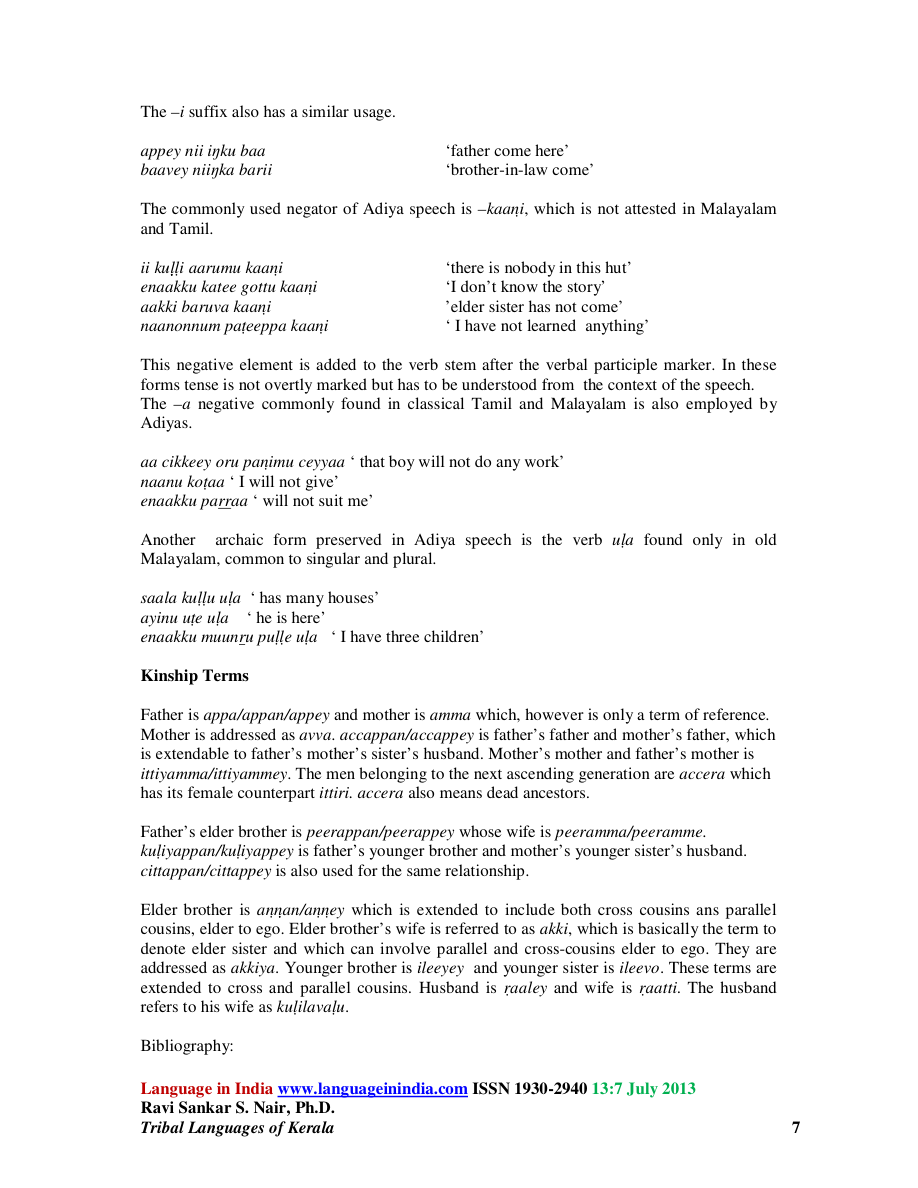 The –i suffix also has a similar usage.
appey nii iŋku baa ‘father come here’
baavey niiŋka barii ‘brother-in-law come’
The commonly used negator of Adiya speech is –kaaṇi, which is not attested in Malayalam
and Tamil.
ii kuḷḷi aarumu kaaṇi ‘there is nobody in this hut’
enaakku katee gottu kaaṇi ‘I don’t know the story’
aakki baruva kaaṇi ’elder sister has not come’
naanonnum paṭeeppa kaaṇi ‘ I have not learned anything’
This negative element is added to the verb stem after the verbal participle marker. In these
forms tense is not overtly marked but has to be understood from the context of the speech.
The –a negative commonly found in classical Tamil and Malayalam is also employed by
Adiyas.
aa cikkeey oru paṇimu ceyyaa ‘ that boy will not do any work’
naanu koṭaa ‘ I will not give’
enaakku paṟṟaa ‘ will not suit me’
Another archaic form preserved in Adiya speech is the verb uḷa found only in old
Malayalam, common to singular and plural.
saala kuḷḷu uḷa ‘ has many houses’
ayinu uṭe uḷa ‘ he is here’
enaakku muunṟu puḷḷe uḷa ‘ I have three children’
Kinship Terms
Father is appa/appan/appey and mother is amma which, however is only a term of reference.
Mother is addressed as avva. accappan/accappey is father’s father and mother’s father, which
is extendable to father’s mother’s sister’s husband. Mother’s mother and father’s mother is
ittiyamma/ittiyammey. The men belonging to the next ascending generation are accera which
has its female counterpart ittiri. accera also means dead ancestors.
Father’s elder brother is peerappan/peerappey whose wife is peeramma/peeramme.
kuḷiyappan/kuḷiyappey is father’s younger brother and mother’s younger sister’s husband.
cittappan/cittappey is also used for the same relationship.
Elder brother is aṇṇan/aṇṇey which is extended to include both cross cousins ans parallel
cousins, elder to ego. Elder brother’s wife is referred to as akki, which is basically the term to
denote elder sister and which can involve parallel and cross-cousins elder to ego. They are
addressed as akkiya. Younger brother is ileeyey and younger sister is ileevo. These terms are
extended to cross and parallel cousins. Husband is ṛaaley and wife is ṛaatti. The husband
refers to his wife as kuḷilavaḷu.
Bibliography:
Language in India www.languageinindia.com ISSN 1930-2940 13:7 July 2013
Ravi Sankar S. Nair, Ph.D.
Tribal Languages of Kerala 7